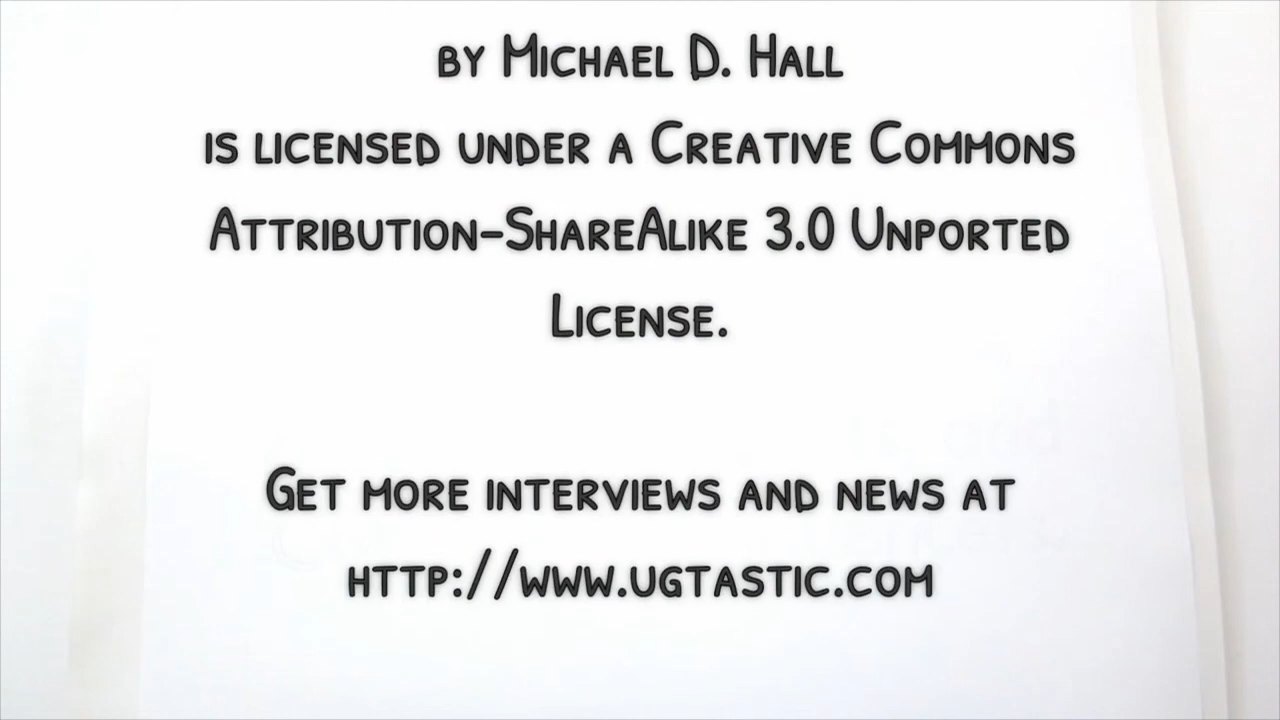 by Michael D. Hall
is licensed under a Creative Commons
Attribution-ShareAlike 3.0 Unported
License.
Get more interviews and news at
http://www.ugtastic.com